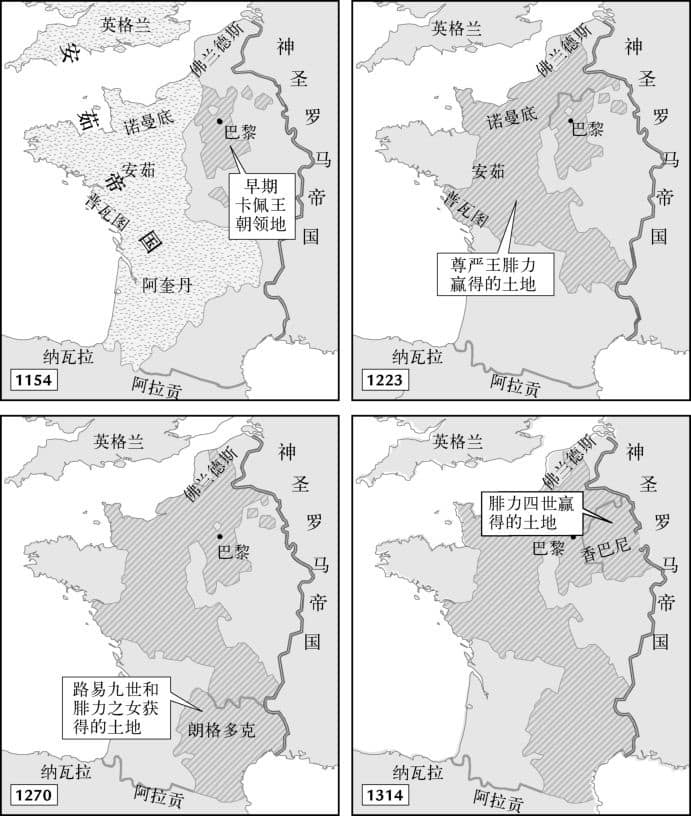 英格兰
安茹帝国
佛兰德斯
神圣罗马帝国
诺曼底
巴黎
安茹
早期
卡佩王
朝领地
普瓦图
阿奎丹
纳瓦拉
阿拉贡
1154
英格兰
佛兰德斯
神圣罗马帝国
诺曼底
巴黎
安茹
普瓦图
尊严王腓力
赢得的土地
纳瓦拉
阿拉贡
1223
英格兰
佛兰德斯
神圣罗马帝国
巴黎
路易九世和
腓力之女获
得的土地
朗格多克
纳瓦拉
阿拉贡
1270
英格兰
佛兰德斯
神圣罗马帝国
腓力四世赢
得的土地
巴黎
香巴尼
纳瓦拉
阿拉贡
1314